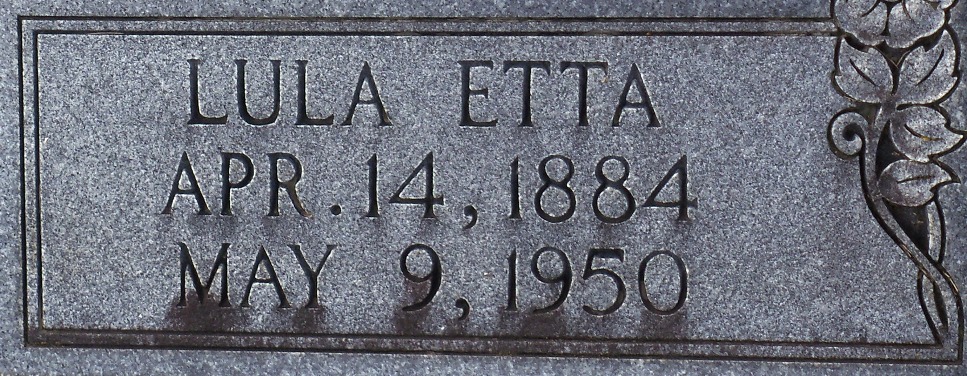 LULA ETTA
APR. 14, 1884
MAY 9, 1950